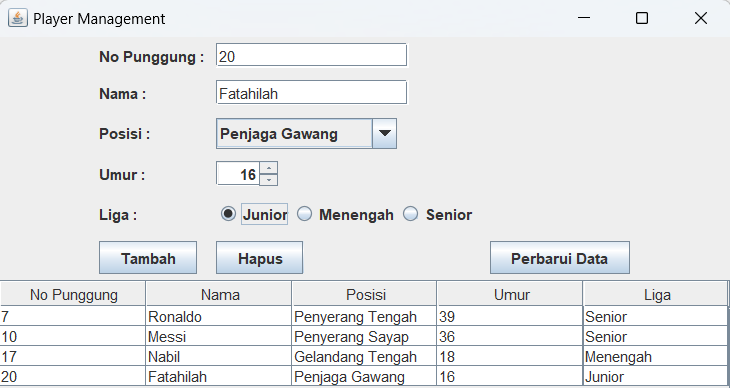 Player Management
No Punggung : 20
Nama : Fatahilah
Posisi : Penjaga Gawang
Umur : 16
Liga : Junior Menengah Senior
Tambah Hapus Perbarui Data
No Punggung Nama Posisi Umur Liga
7 Ronaldo Penyerang Tengah 39 Senior
10 Messi Penyerang Sayap 36 Senior
17 Nabil Gelandang Tengah 18 Menengah
20 Fatahilah Penjaga Gawang 16 Junior